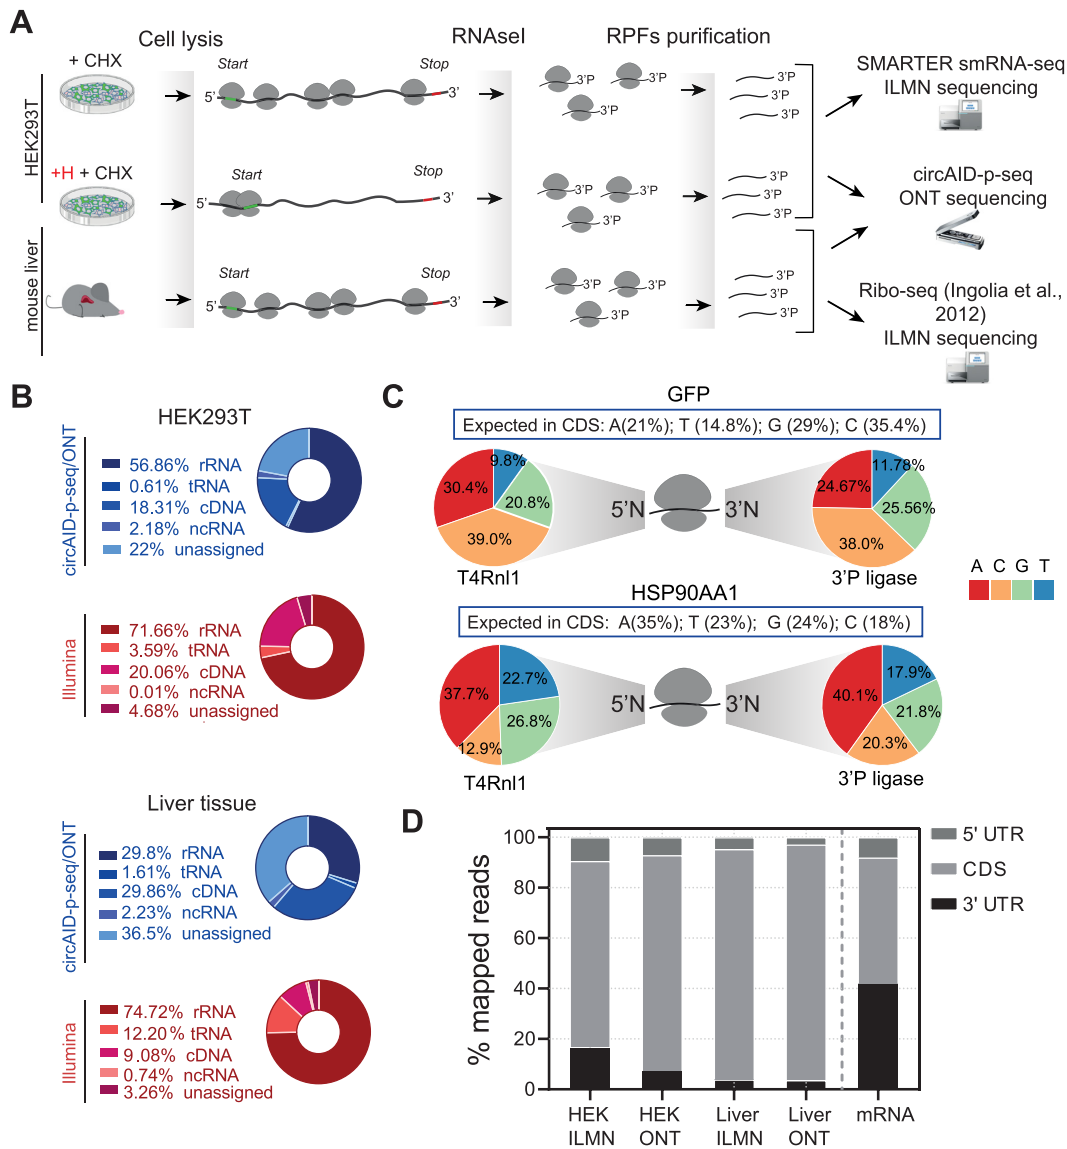 A
Cell lysis
RNAseI
RPFs purification
+ CHX
Start
Stop
5’
3’
3’P
3’P
3’P
3’P
3’P
3’P
SMARTER smRNA-seq
ILMN sequencing
HEK293T
+H + CHX
Start
Stop
5’
3’
3’P
3’P
3’P
3’P
3’P
3’P
circAID-p-seq
ONT sequencing
mouse liver
Start
Stop
5’
3’
3’P
3’P
3’P
3’P
3’P
3’P
Ribo-seq (Ingolia et al.,
2012)
ILMN sequencing
B
HEK293T
circAID-p-seq/ONT
56.86% rRNA
0.61% tRNA
18.31% cDNA
2.18% ncRNA
22% unassigned
Illumina
71.66% rRNA
3.59% tRNA
20.06% cDNA
0.01% ncRNA
4.68% unassigned
Liver tissue
circAID-p-seq/ONT
29.8% rRNA
1.61% tRNA
29.86% cDNA
2.23% ncRNA
36.5% unassigned
Illumina
74.72% rRNA
12.20% tRNA
9.08% cDNA
0.74% ncRNA
3.26% unassigned
C
GFP
Expected in CDS: A(21%); T (14.8%); G (29%); C (35.4%)
9.8%
30.4%
20.8%
39.0%
T4Rnl1
5’N
3’N
11.78%
24.67%
25.56%
38.0%
3’P ligase
A C G T
HSP90AA1
Expected in CDS: A(35%); T (23%); G (24%); C (18%)
37.7%
22.7%
26.8%
12.9%
T4Rnl1
5’N
3’N
17.9%
40.1%
21.8%
20.3%
3’P ligase
D
% mapped reads
100
80
60
40
20
0
HEK
ILMN
HEK
ONT
Liver
ILMN
Liver
ONT
mRNA
5' UTR
CDS
3' UTR